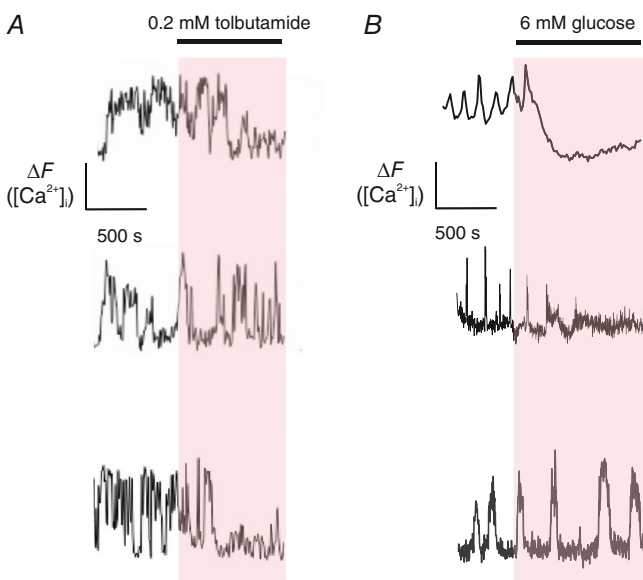 A
0.2 mM tolbutamide
ΔF
([Ca²⁺]ᵢ)
500 s
B
6 mM glucose
ΔF
([Ca²⁺]ᵢ)
500 s